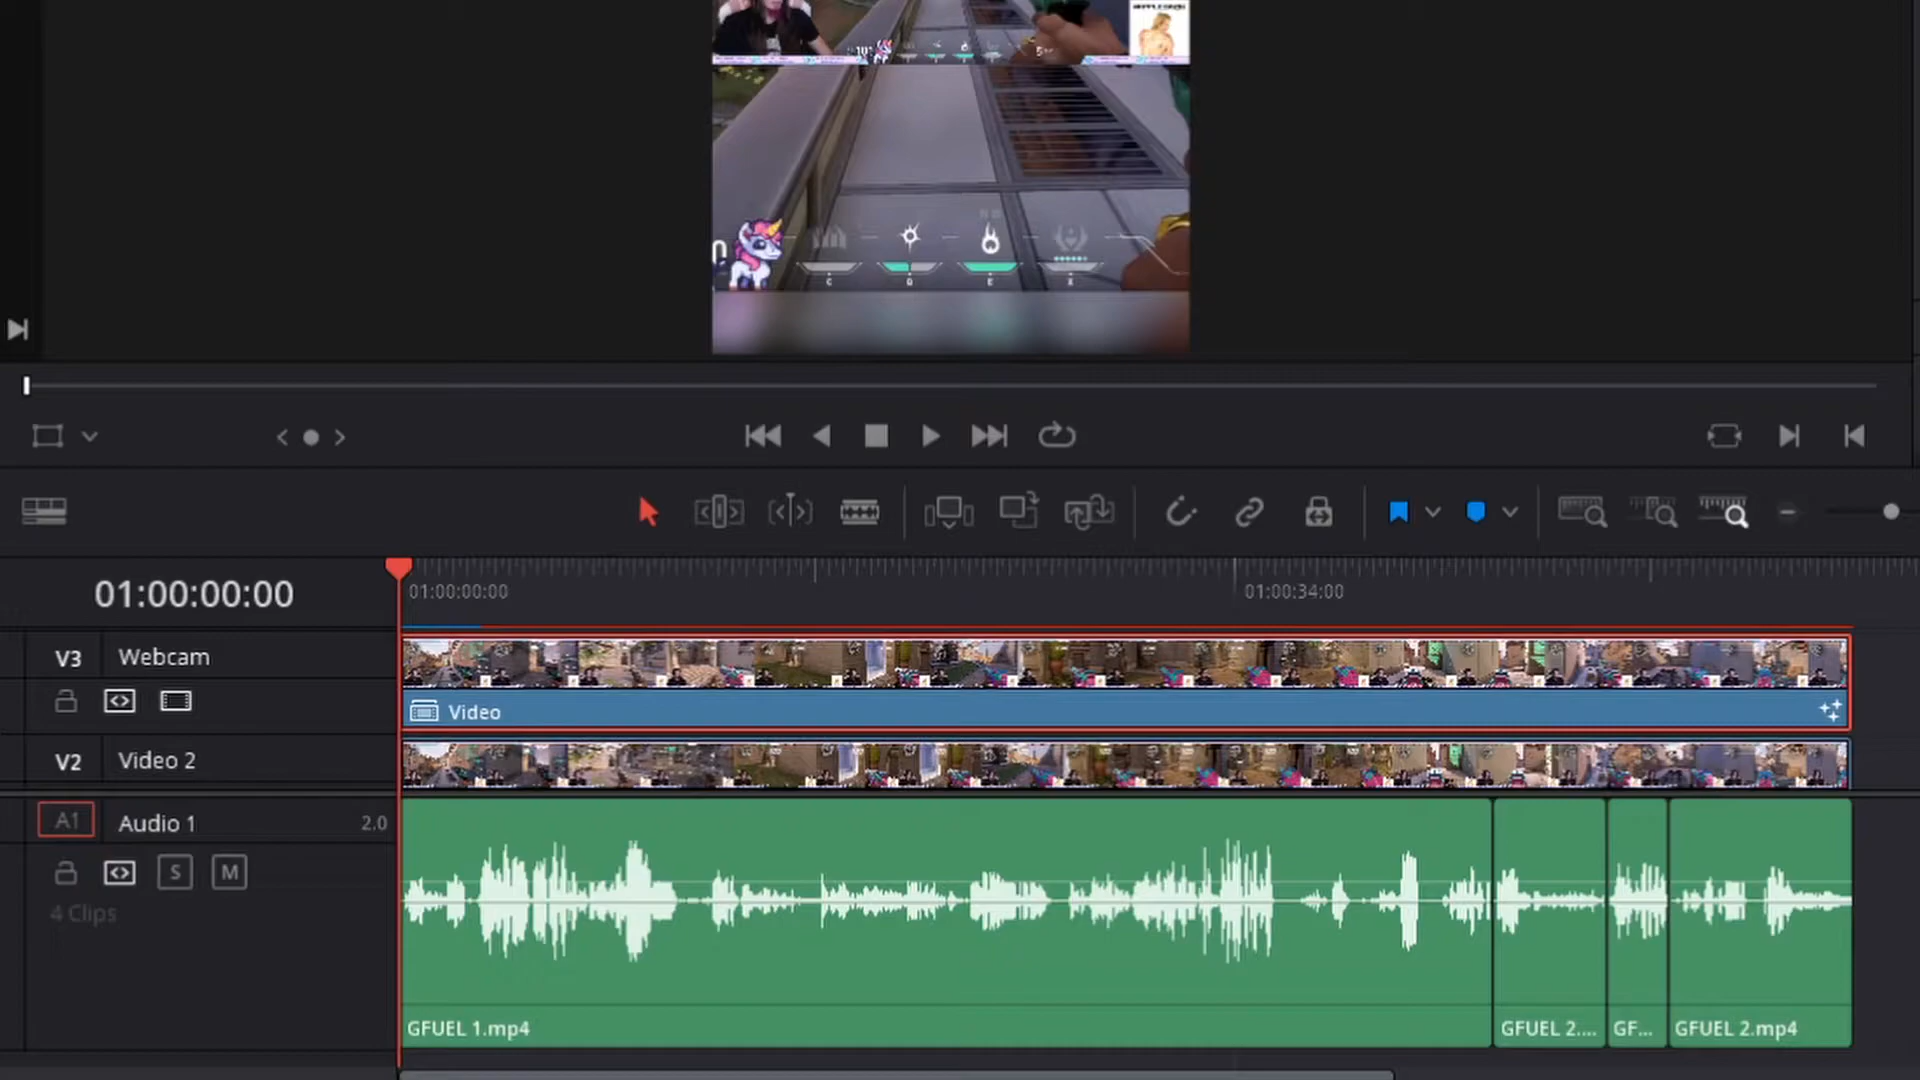 C Q E X
01:00:00:00
01:00:00:00
01:00:34:00
V3 Webcam
Video
V2 Video 2
A1 Audio 1 2.0
S M
4 Clips
GFUEL 1.mp4
GFUEL 2....
GF...
GFUEL 2.mp4